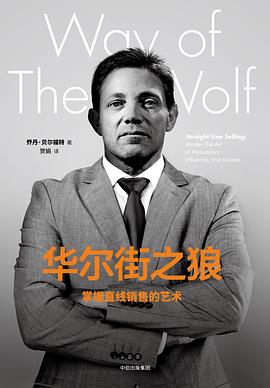 Way of
The Wolf
Straight Line Selling:
Master The Art
of Persuasion,
Influence, and success
乔丹·贝尔福特 著
贺娟 译
华尔街之狼
掌握直线销售的艺术
中信出版集团